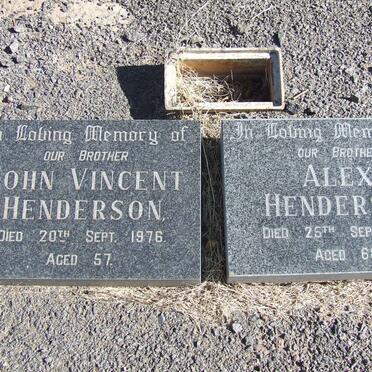 In Loving Memory of
OUR BROTHER
JOHN VINCENT
HENDERSON.
DIED 20TH SEPT. 1976.
AGED 57.
In Loving
OUR
ALEX
DIED 25TH
AGED